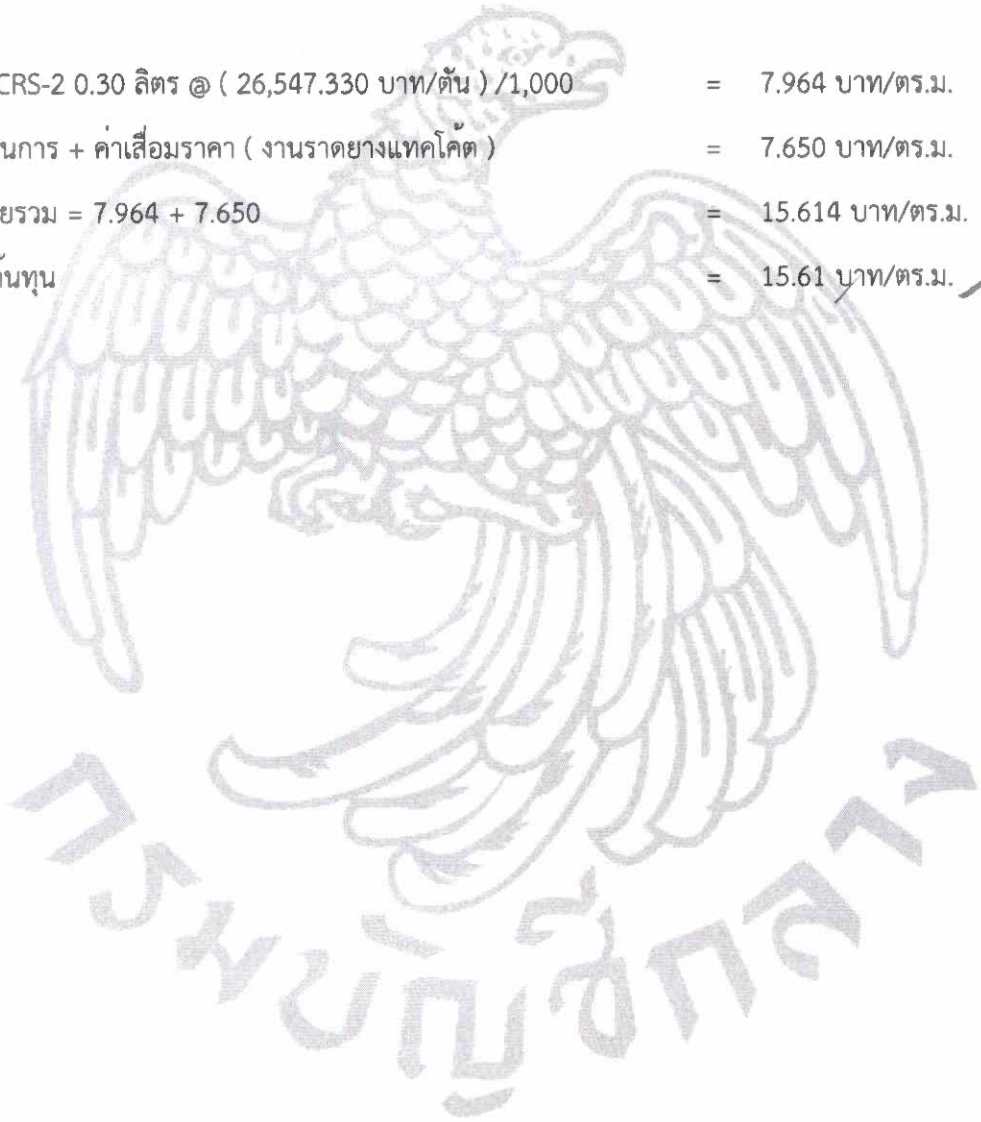 CRS-2 0.30 ลิตร @ ( 26,547.330 บาท/ตัน ) /1,000 = 7.964 บาท/ตร.ม.
นการ + ค่าเสื่อมราคา ( งานราดยางแทคโค้ต ) = 7.650 บาท/ตร.ม.
ยรวม = 7.964 + 7.650 = 15.614 บาท/ตร.ม.
้นทุน = 15.61 บาท/ตร.ม.
กรมบัญชีกลาง